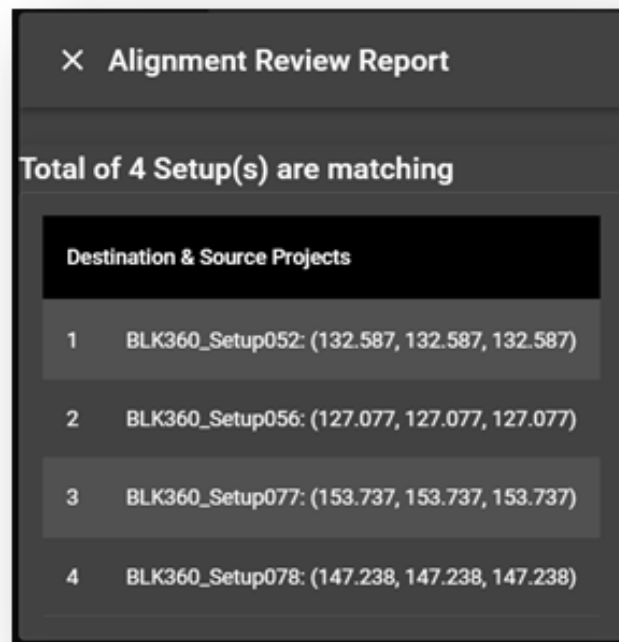 × Alignment Review Report
Total of 4 Setup(s) are matching
Destination & Source Projects
1 BLK360_Setup052: (132.587, 132.587, 132.587)
2 BLK360_Setup056: (127.077, 127.077, 127.077)
3 BLK360_Setup077: (153.737, 153.737, 153.737)
4 BLK360_Setup078: (147.238, 147.238, 147.238)